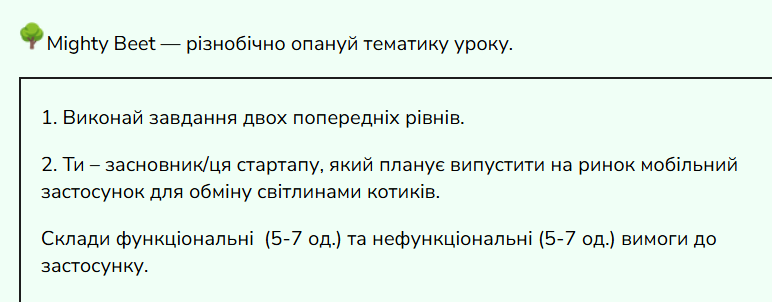 Mighty Beet — різнобічно опануй тематику уроку.
1. Виконай завдання двох попередніх рівнів.
2. Ти – засновник/ця стартапу, який планує випустити на ринок мобільний
застосунок для обміну світлинами котиків.
Склади функціональні  (5-7 од.) та нефункціональні (5-7 од.) вимоги до
застосунку.